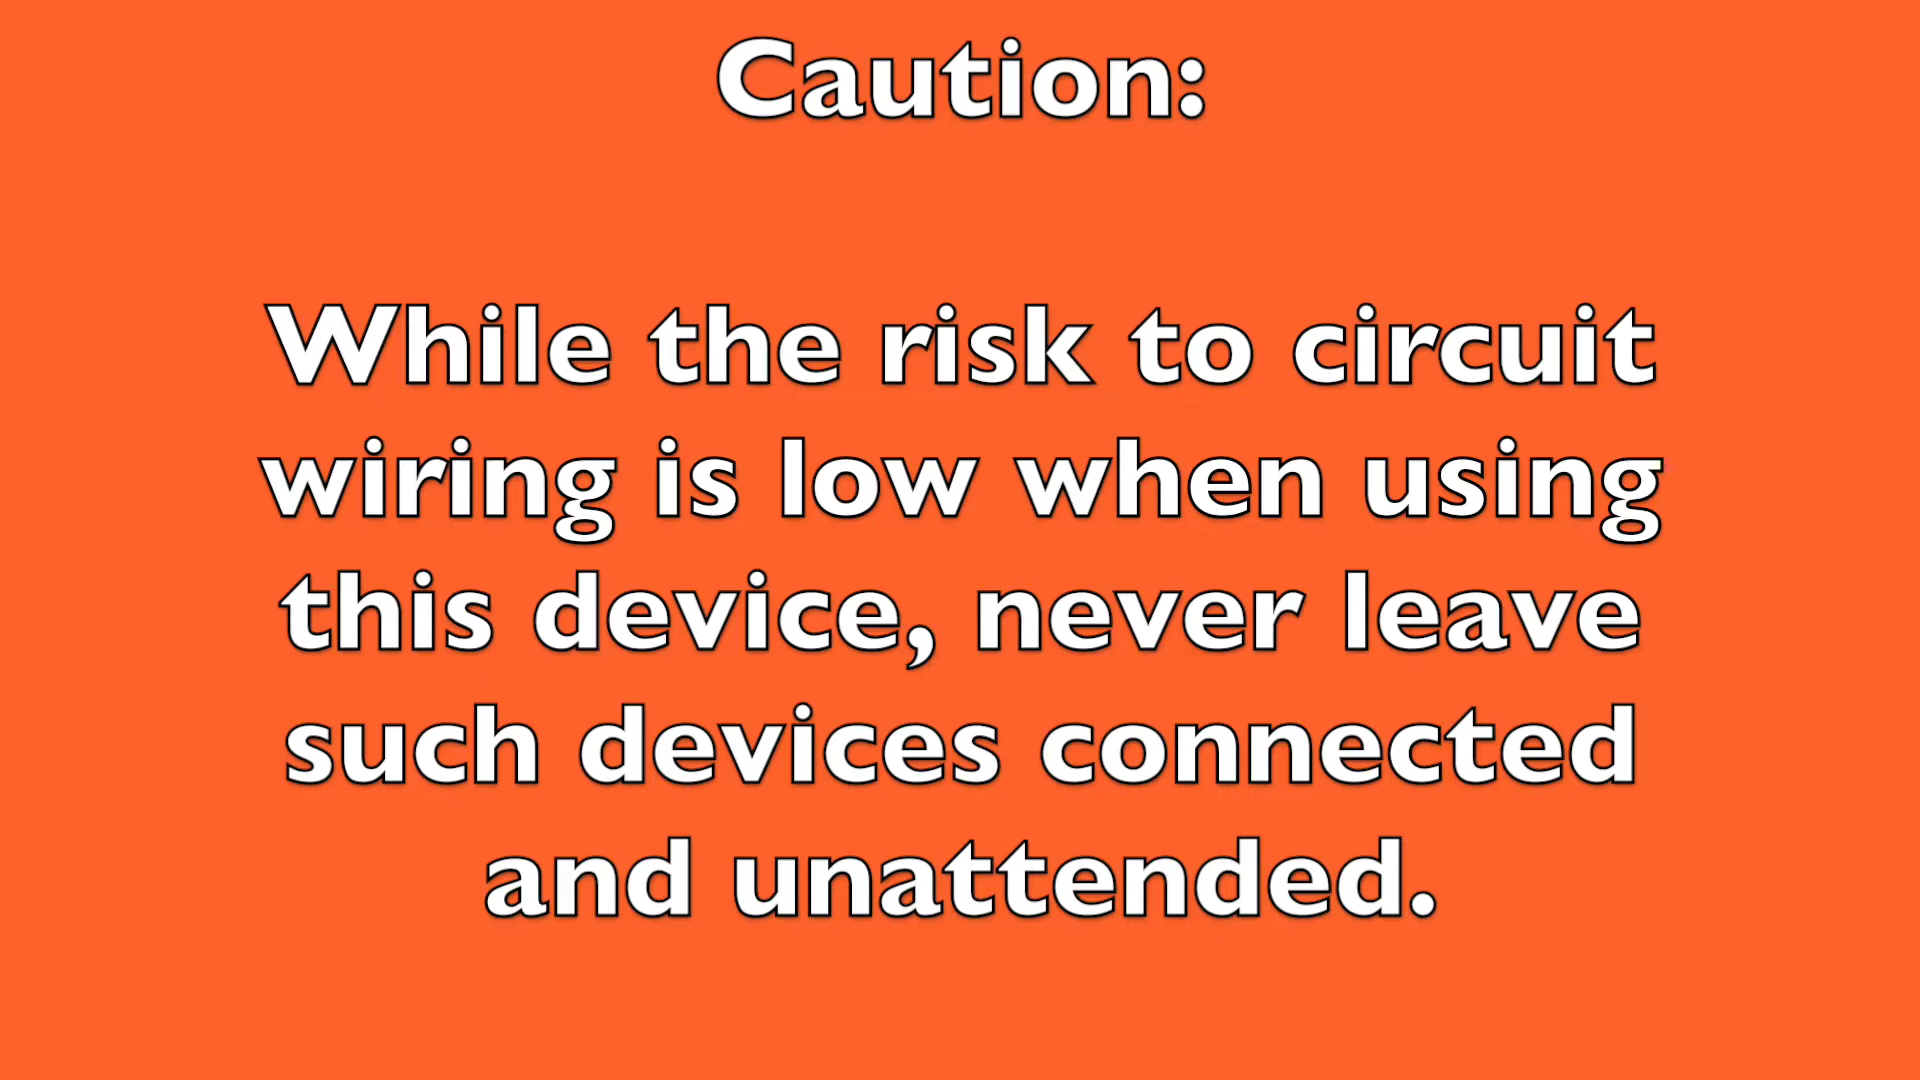 Caution:
While the risk to circuit
wiring is low when using
this device, never leave
such devices connected
and unattended.